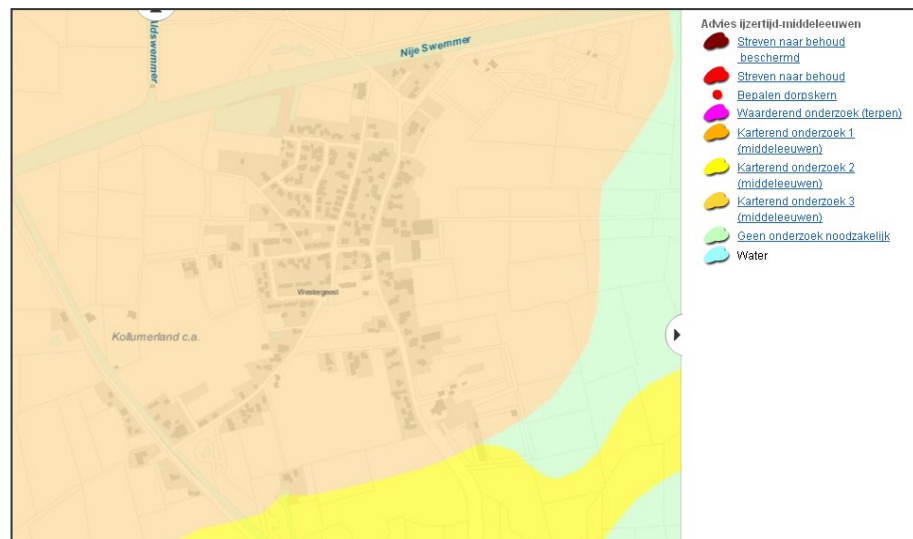 Aldswemmer
Nije Swemmer
Westergeest
Kollumerland c.a.
Advies ijzertijd-middeleeuwen
Streven naar behoud
beschermd
Streven naar behoud
Bepalen dorpskern
Waarderend onderzoek (terpen)
Karterend onderzoek 1
(middeleeuwen)
Karterend onderzoek 2
(middeleeuwen)
Karterend onderzoek 3
(middeleeuwen)
Geen onderzoek noodzakelijk
Water